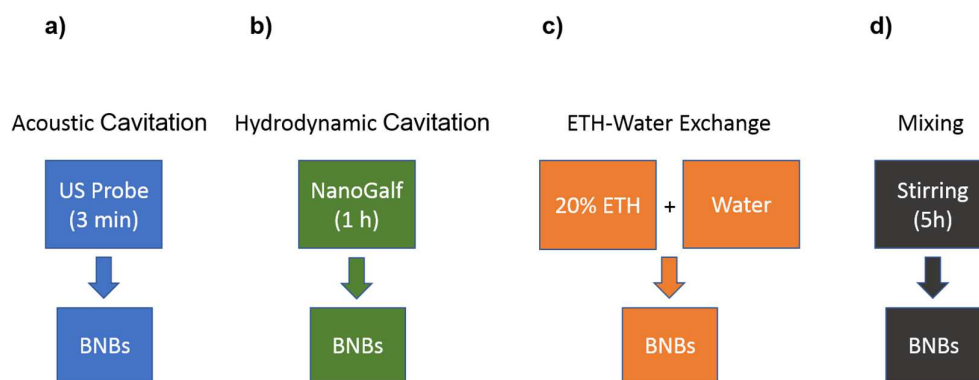 a)
b)
c)
d)
Acoustic Cavitation
Hydrodynamic Cavitation
ETH-Water Exchange
Mixing
US Probe
(3 min)
NanoGalf
(1 h)
20% ETH
+
Water
Stirring
(5h)
BNBs
BNBs
BNBs
BNBs